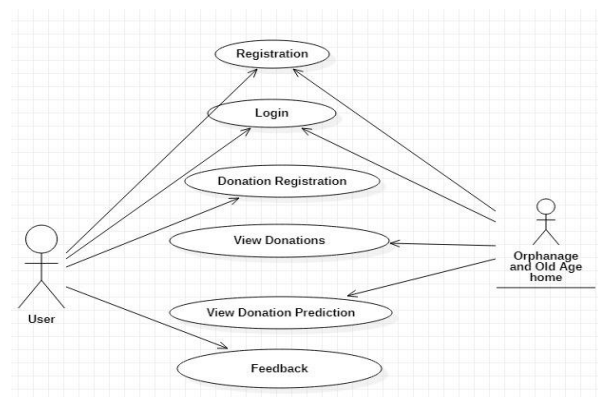 Registration
Login
Donation Registration
View Donations
Orphanage
and Old Age
home
View Donation Prediction
User
Feedback